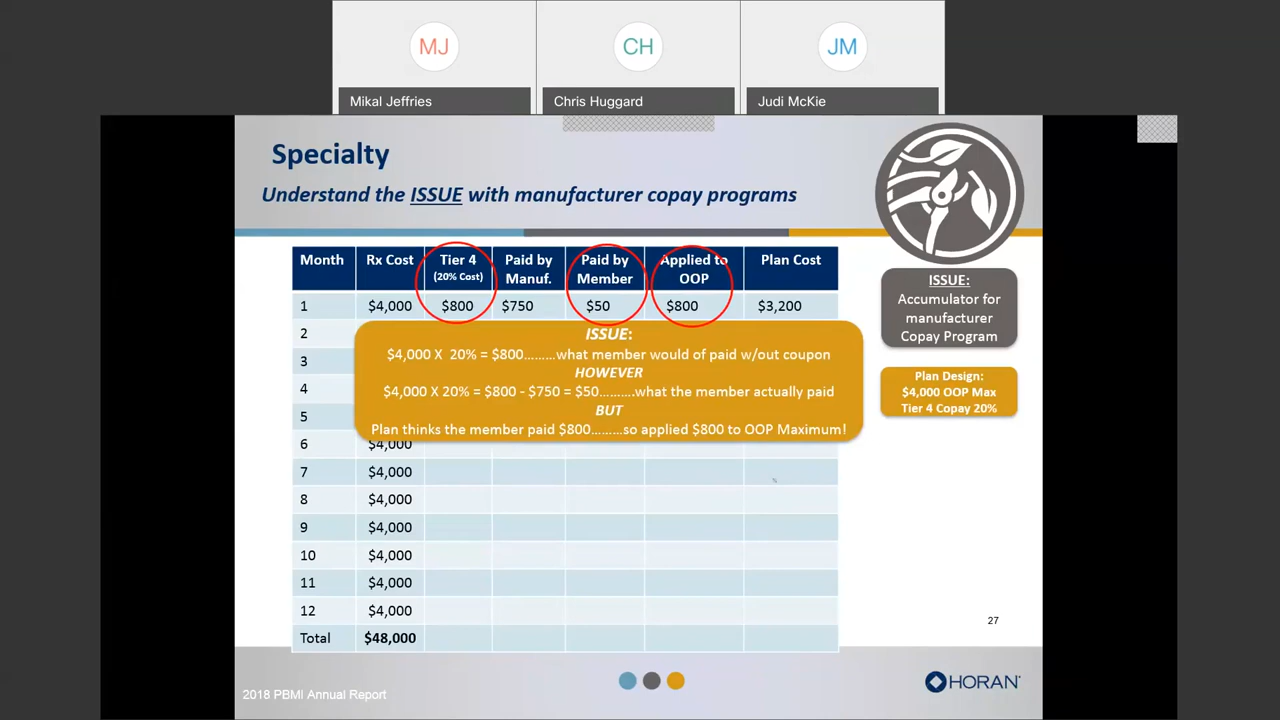 MJ
CH
JM
Mikal Jeffries
Chris Huggard
Judi McKie
Specialty
Understand the ISSUE with manufacturer copay programs
Month Rx Cost Tier 4 (20% Cost) Paid by Manuf. Paid by Member Applied to OOP Plan Cost
1 $4,000 $800 $750 $50 $800 $3,200
2
3
4
5
6 $4,000
7 $4,000
8 $4,000
9 $4,000
10 $4,000
11 $4,000
12 $4,000
Total $48,000
ISSUE:
$4,000 X 20% = $800………what member would of paid w/out coupon
HOWEVER
$4,000 X 20% = $800 - $750 = $50……….what the member actually paid
BUT
Plan thinks the member paid $800………so applied $800 to OOP Maximum!
ISSUE:
Accumulator for
manufacturer
Copay Program
Plan Design:
$4,000 OOP Max
Tier 4 Copay 20%
27
2018 PBMI Annual Report
HORAN